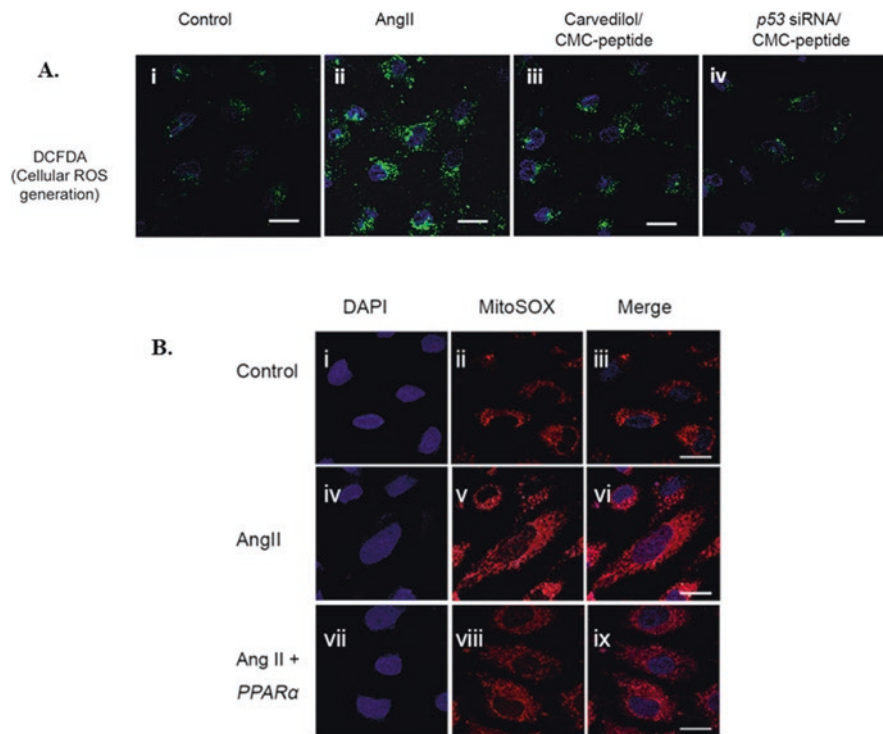 Control AngII Carvedilol/ p53 siRNA/
CMC-peptide CMC-peptide
A.
i ii iii iv
DCFDA
(Cellular ROS
generation)
DAPI MitoSOX Merge
B.
Control
i ii iii
AngII
iv v vi
Ang II +
PPARα
vii viii ix